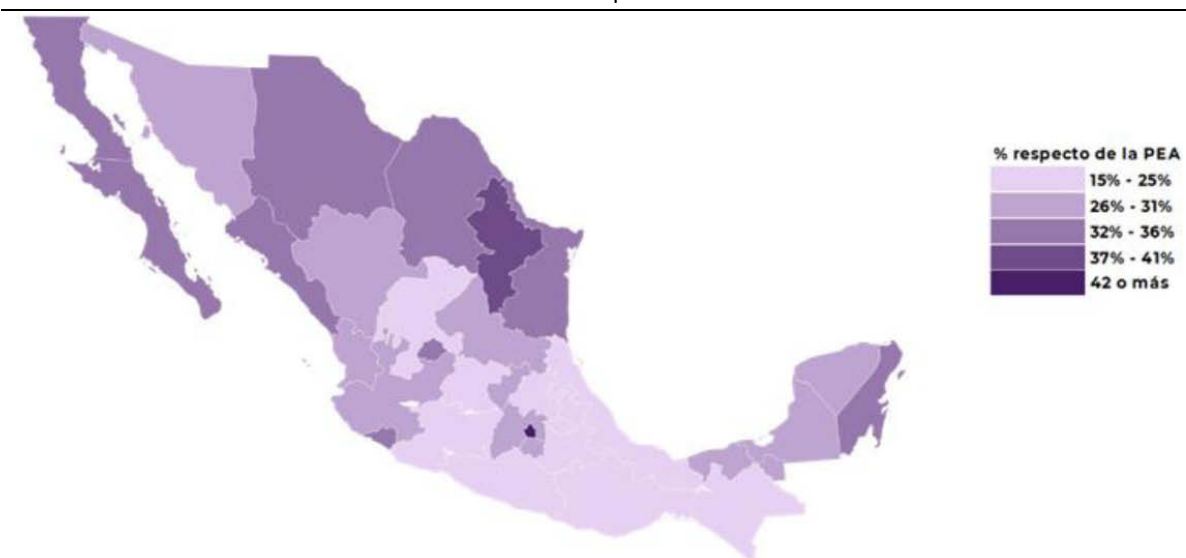 % respecto de la PEA
15% - 25%
26% - 31%
32% - 36%
37% - 41%
42 o más